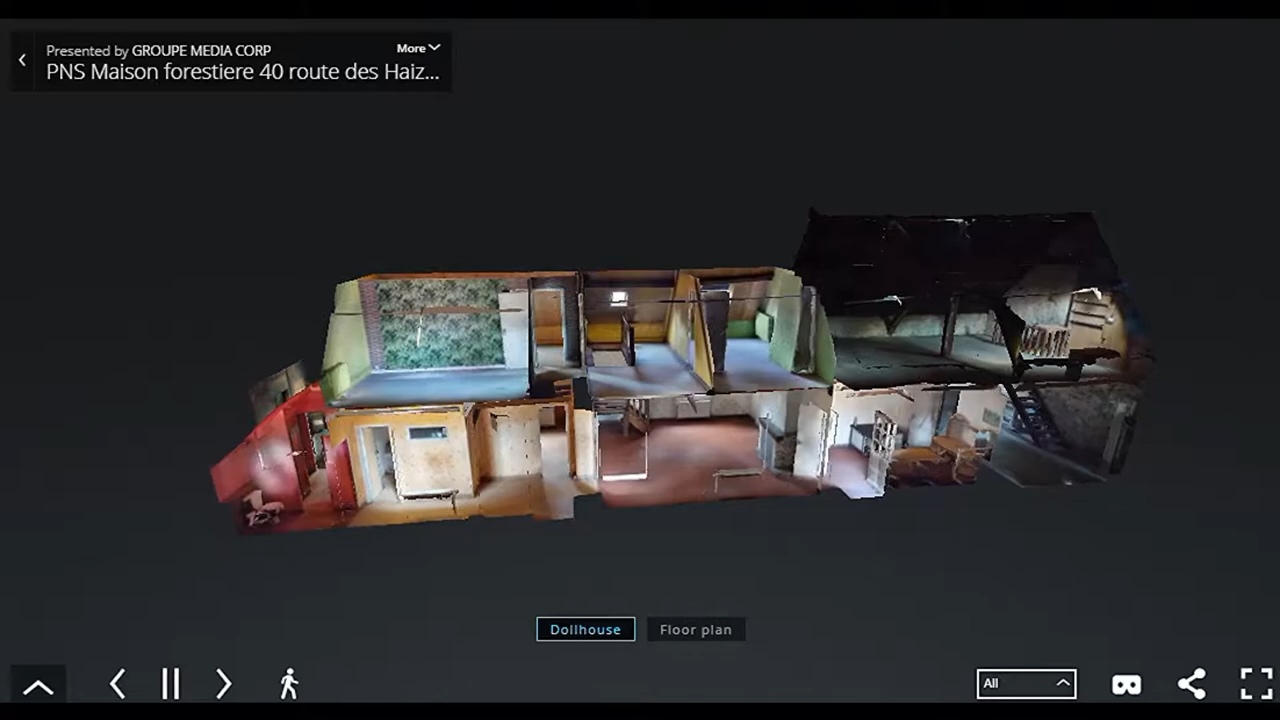 Presented by GROUPE MEDIA CORP
More
PNS Maison forestiere 40 route des Haiz...
Dollhouse
Floor plan
All